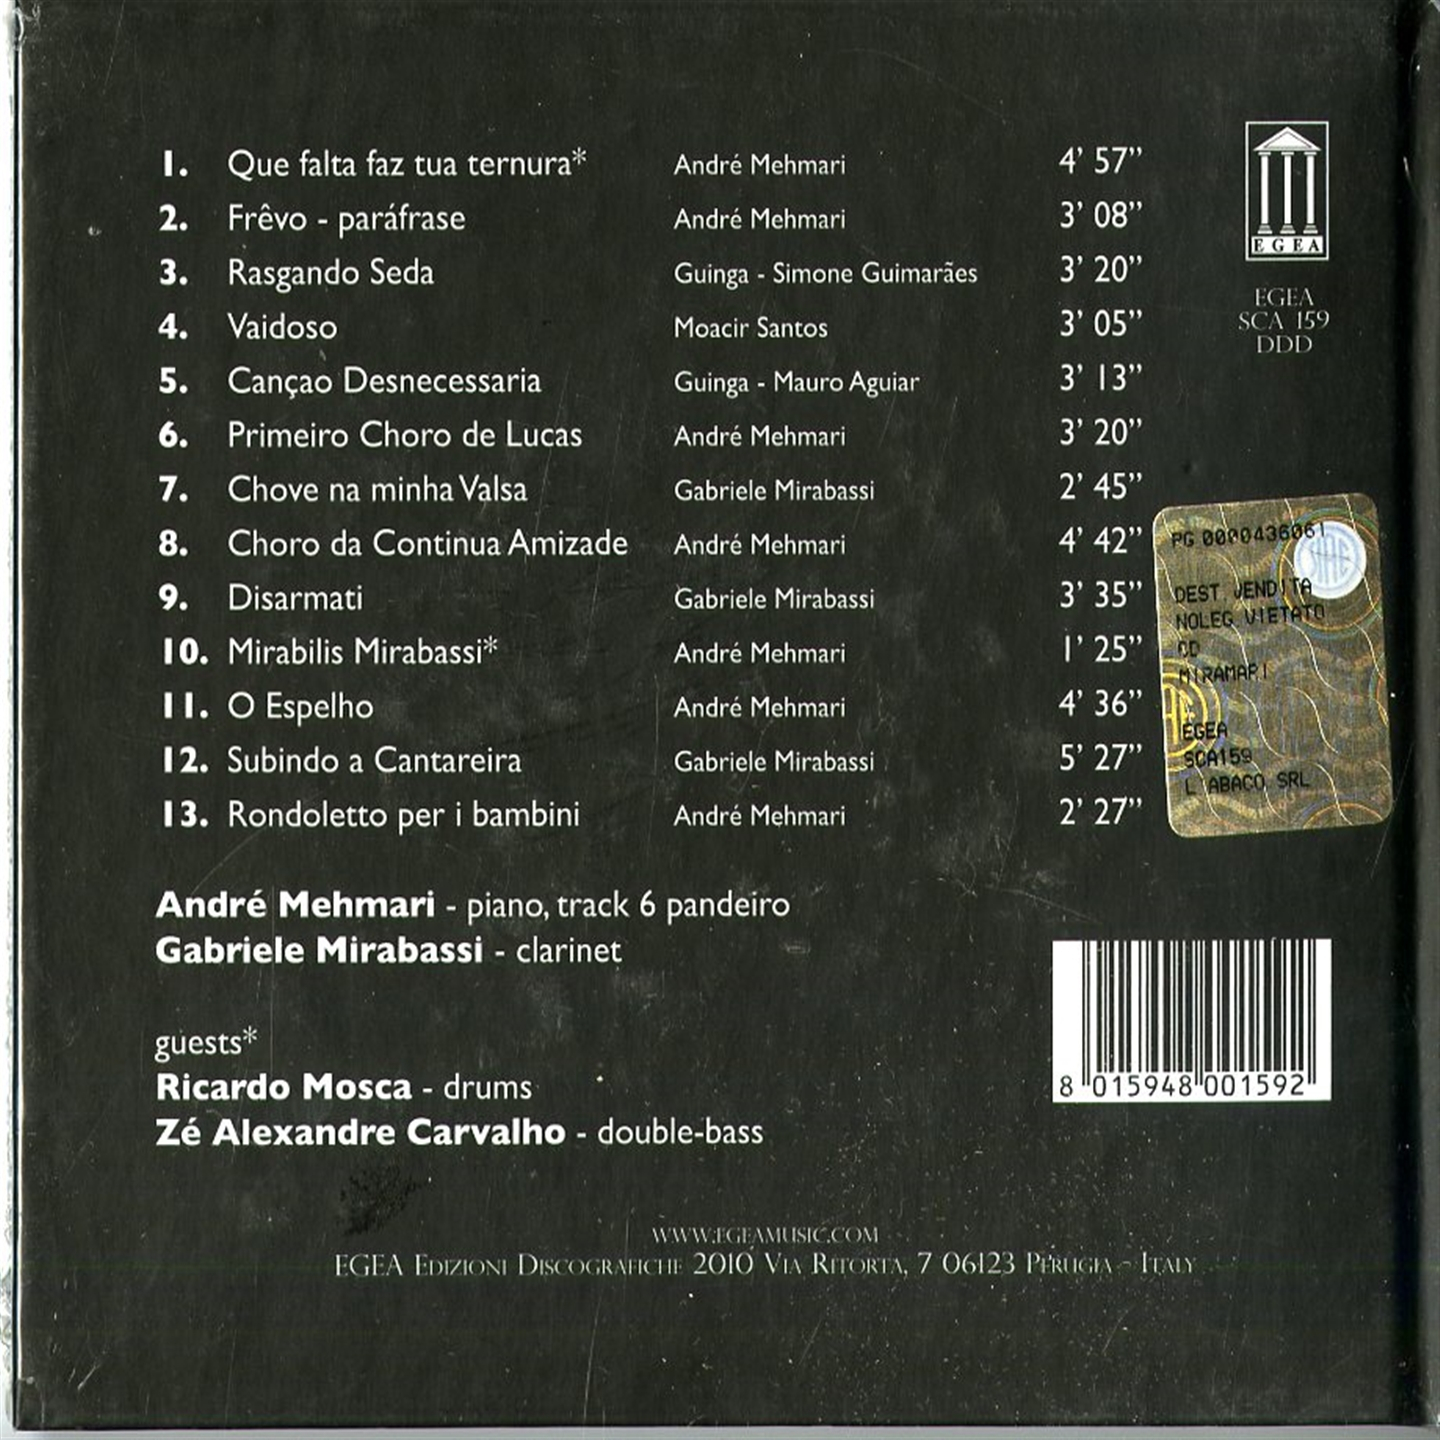 1. Que falta faz tua ternura* André Mehmari 4’ 57”
2. Frêvo - paráfrase André Mehmari 3’ 08”
3. Rasgando Seda Guinga - Simone Guimarães 3’ 20”
4. Vaidoso Moacir Santos 3’ 05”
5. Cançao Desnecessaria Guinga - Mauro Aguiar 3’ 13”
6. Primeiro Choro de Lucas André Mehmari 3’ 20”
7. Chove na minha Valsa Gabriele Mirabassi 2’ 45”
8. Choro da Continua Amizade André Mehmari 4’ 42”
9. Disarmati Gabriele Mirabassi 3’ 35”
10. Mirabilis Mirabassi* André Mehmari 1’ 25”
11. O Espelho André Mehmari 4’ 36”
12. Subindo a Cantareira Gabriele Mirabassi 5’ 27”
13. Rondoletto per i bambini André Mehmari 2’ 27”
André Mehmari - piano, track 6 pandeiro
Gabriele Mirabassi - clarinet
guests*
Ricardo Mosca - drums
Zé Alexandre Carvalho - double-bass
EGEA
EGEA
SCA 159
DDD
PG 0000436061
SIAE
DEST VENDITA
NOLEG VIETATO
CD
MIRAMARI
EGEA
SCA159
L'ABACO SRL
8 015948 001592
WWW.EGEAMUSIC.COM
EGEA EDIZIONI DISCOGRAFICHE 2010 VIA RITORTA, 7 06123 PERUGIA - ITALY